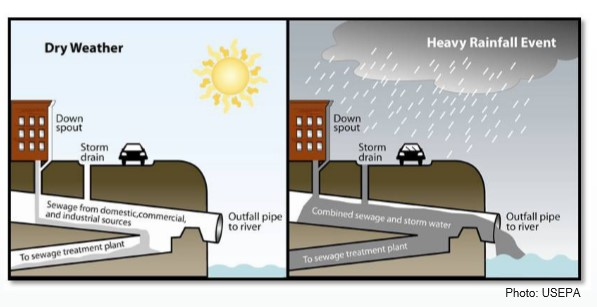 Dry Weather
Down
spout
Storm
drain
Sewage from domestic,commercial,
and industrial sources
Outfall pipe
to river
To sewage treatment plant
Heavy Rainfall Event
Down
spout
Storm
drain
Combined sewage and storm water
Outfall pipe
to river
To sewage treatment plant
Photo: USEPA